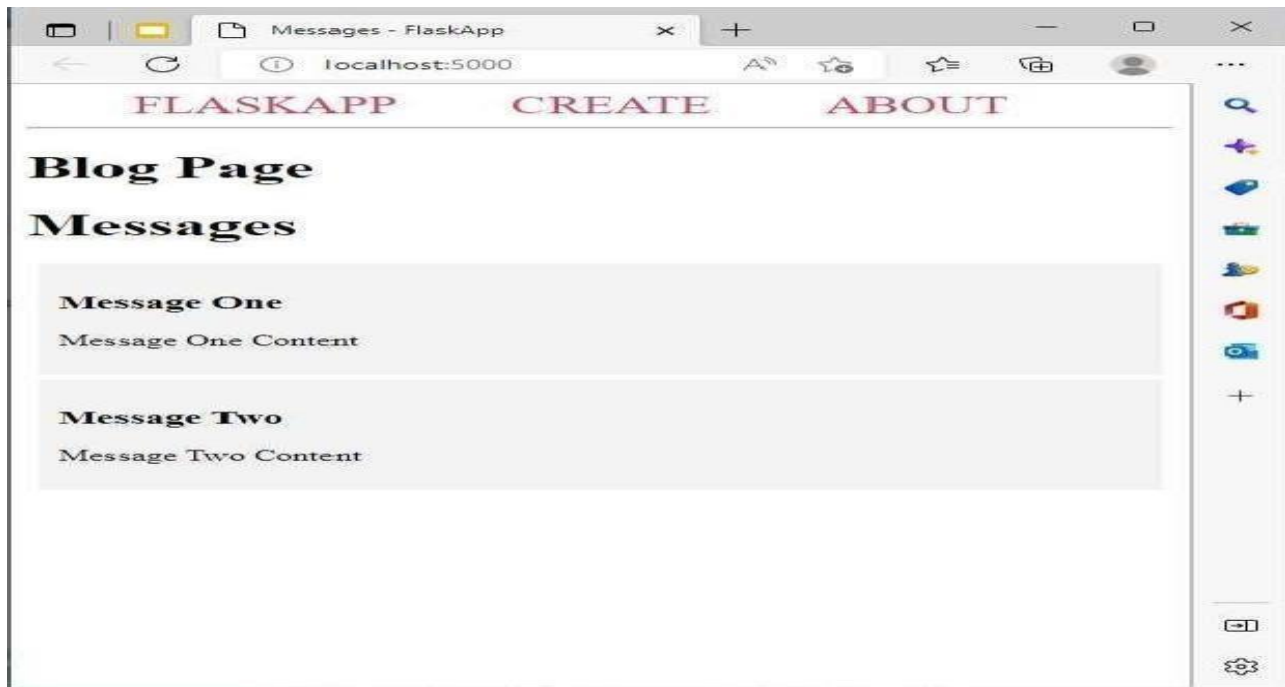 Messages - FlaskApp
localhost:5000
FLASKAPP CREATE ABOUT
Blog Page
Messages
Message One
Message One Content
Message Two
Message Two Content